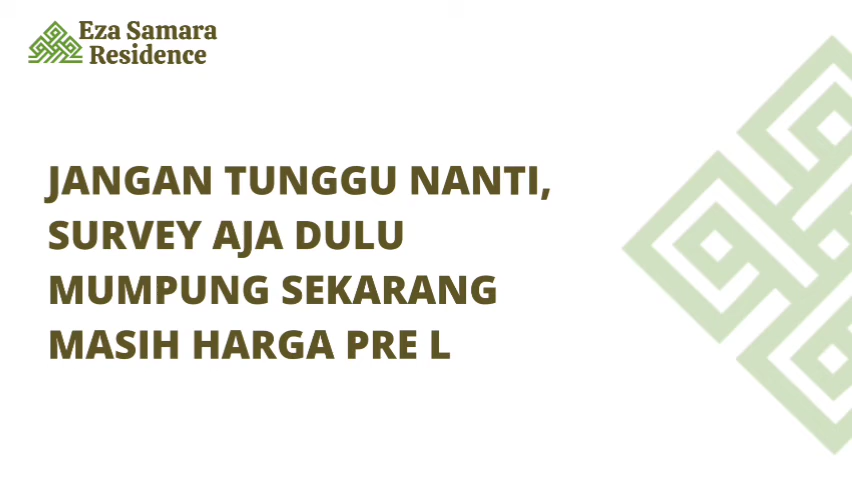 Eza Samara
Residence
JANGAN TUNGGU NANTI,
SURVEY AJA DULU
MUMPUNG SEKARANG
MASIH HARGA PRE L